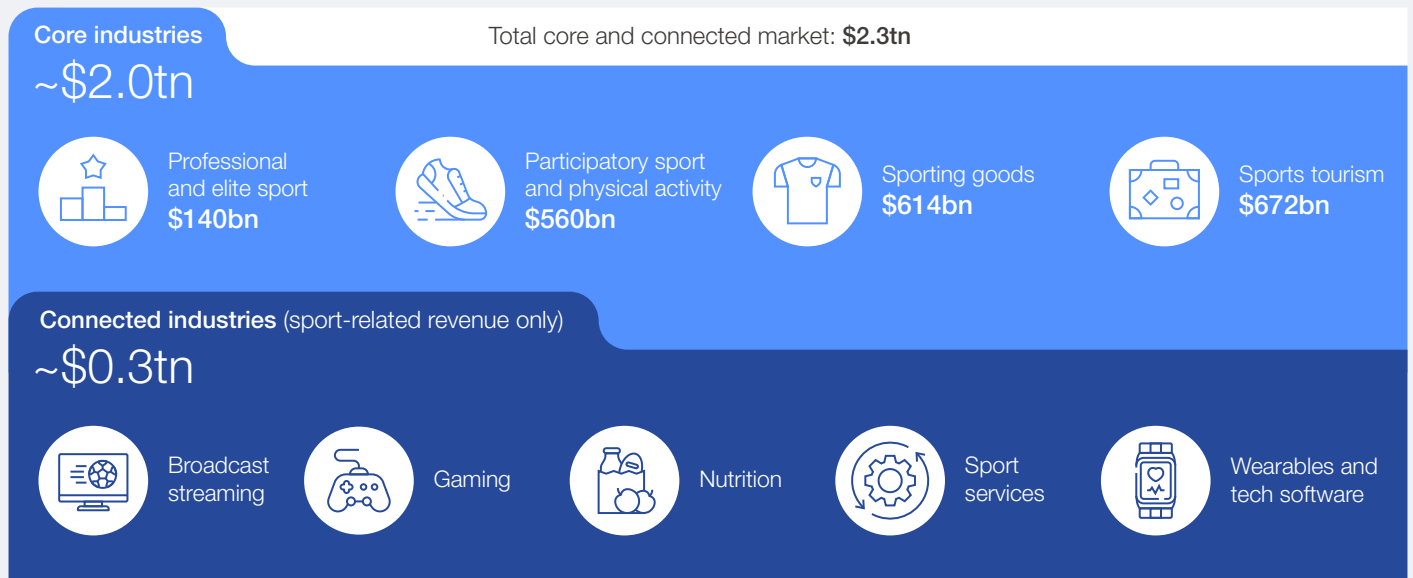 Core industries
Total core and connected market: $2.3tn
~$2.0tn
Professional
and elite sport
$140bn
Participatory sport
and physical activity
$560bn
Sporting goods
$614bn
Sports tourism
$672bn
Connected industries (sport-related revenue only)
~$0.3tn
Broadcast
streaming
Gaming
Nutrition
Sport
services
Wearables and
tech software